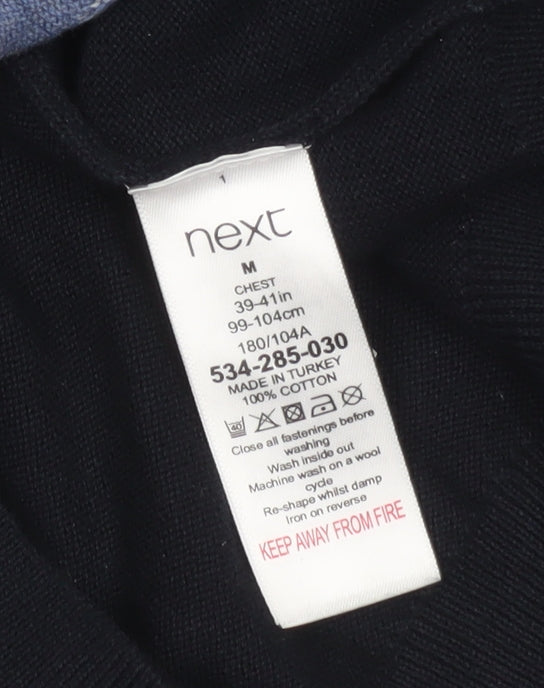 1
next
M
CHEST
39-41in
99-104cm
180/104A
534-285-030
MADE IN TURKEY
100% COTTON
40
Close all fastenings before
washing
Wash inside out
Machine wash on a wool
cycle
Re-shape whilst damp
Iron on reverse
KEEP AWAY FROM FIRE